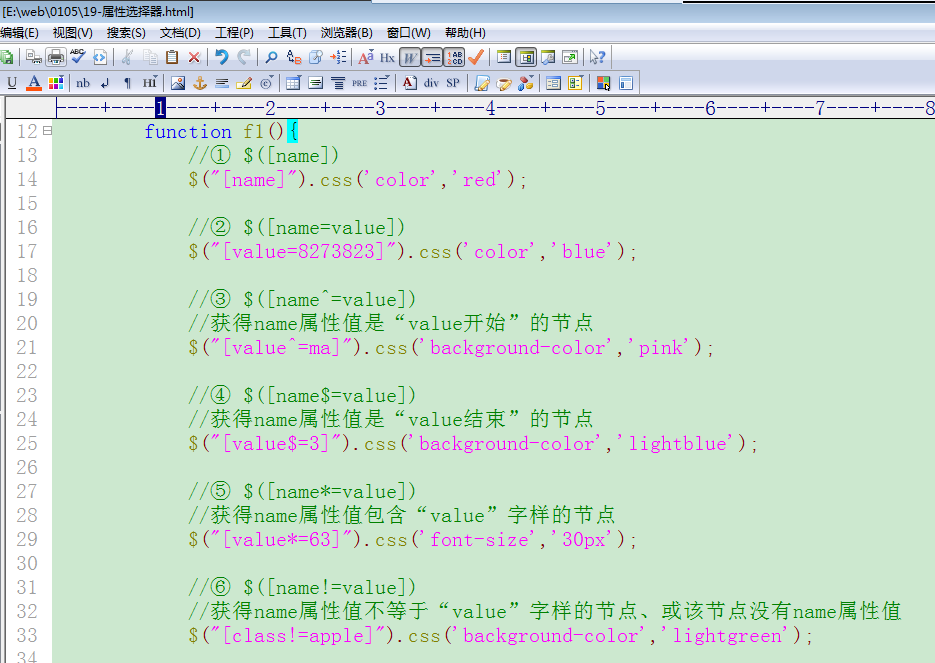 [E:\web\0105\19-属性选择器.html]
编辑(E) 视图(V) 搜索(S) 文档(D) 工程(P) 工具(T) 浏览器(B) 窗口(W) 帮助(H)
Hx W
U A nb ¶ HI PRE A div SP
1 2 3 4 5 6 7 8
12 function f1(){
13 //① $([name])
14 $("[name]").css('color','red');
15
16 //② $([name=value])
17 $("[value=8273823]").css('color','blue');
18
19 //③ $([name^=value])
20 //获得name属性值是“value开始”的节点
21 $("[value^=ma]").css('background-color','pink');
22
23 //④ $([name$=value])
24 //获得name属性值是“value结束”的节点
25 $("[value$=3]").css('background-color','lightblue');
26
27 //⑤ $([name*=value])
28 //获得name属性值包含“value”字样的节点
29 $("[value*=63]").css('font-size','30px');
30
31 //⑥ $([name!=value])
32 //获得name属性值不等于“value”字样的节点、或该节点没有name属性值
33 $("[class!=apple]").css('background-color','lightgreen');
34